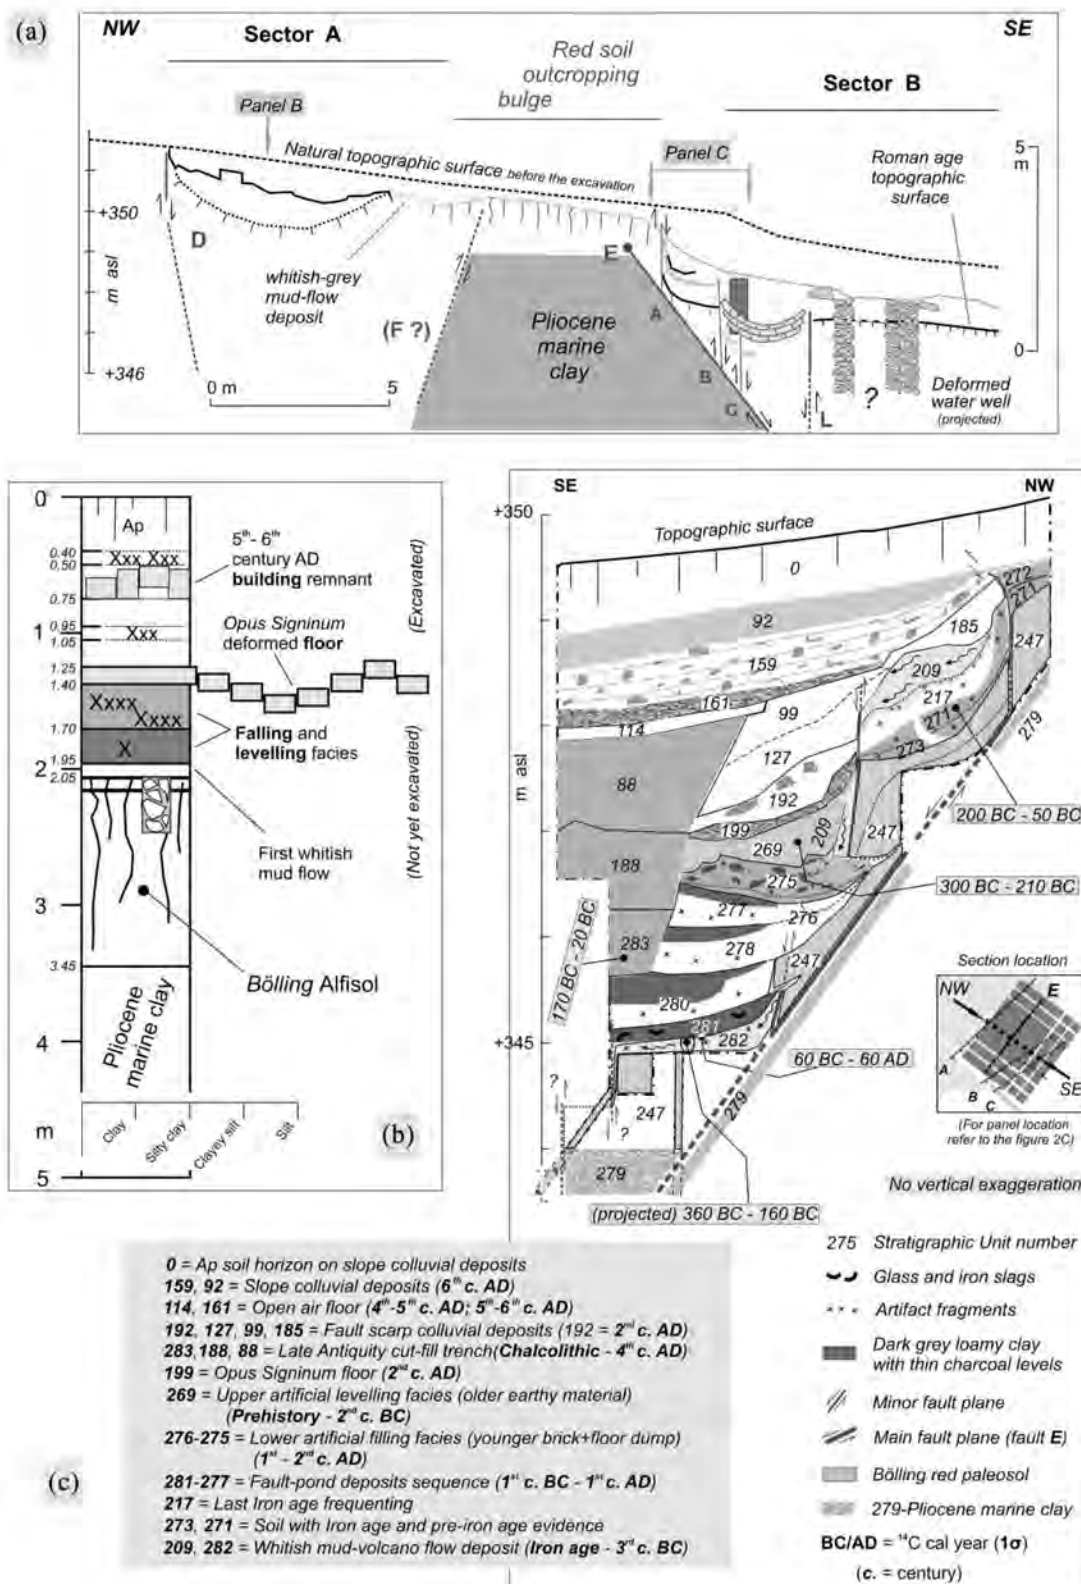 (a)
NW
SE
Sector A
Red soil
outcropping
bulge
Sector B
Panel B
Panel C
Natural topographic surface before the excavation
Roman age
topographic
surface
5
m
0
+350
m asl
+346
D
whitish-grey
mud-flow
deposit
(F ?)
E
A
B
C
L
?
Pliocene
marine
clay
0 m
5
Deformed
water well
(projected)
0
Ap
0.40
0.50
0.75
0.95
1
1.05
1.25
1.40
1.70
1.95
2
2.05
3
3.45
4
m
5
Xxx xxx
Xxx
Xxxx
Xxxx
X
5th- 6th
century AD
building remnant
Opus Signinum
deformed floor
Falling and
levelling facies
First whitish
mud flow
Bölling Alfisol
Pliocene
marine clay
(Excavated)
(Not yet excavated)
Clay
Silty clay
Clayey silt
Silt
(b)
SE
NW
+350
m asl
+345
Topographic surface
0
92
159
161
114
99
127
192
199
88
188
283
185
272
271
247
209
217
271
273
279
269
209
247
275
276
277
278
247
280
281
282
247
279
279
200 BC - 50 BC
300 BC - 210 BC
170 BC - 20 BC
60 BC - 60 AD
(projected) 360 BC - 160 BC
Section location
NW
E
A
B
C
SE
(For panel location
refer to the figure 2C)
No vertical exaggeration
275 Stratigraphic Unit number
Glass and iron slags
Artifact fragments
Dark grey loamy clay
with thin charcoal levels
Minor fault plane
Main fault plane (fault E)
Bölling red paleosol
279-Pliocene marine clay
BC/AD = 14C cal year (1σ)
(c. = century)
(c)
0 = Ap soil horizon on slope colluvial deposits
159, 92 = Slope colluvial deposits (6th c. AD)
114, 161 = Open air floor (4th-5th c. AD; 5th-6th c. AD)
192, 127, 99, 185 = Fault scarp colluvial deposits (192 = 2nd c. AD)
283,188, 88 = Late Antiquity cut-fill trench(Chalcolithic - 4th c. AD)
199 = Opus Signinum floor (2nd c. AD)
269 = Upper artificial levelling facies (older earthy material)
(Prehistory - 2nd c. BC)
276-275 = Lower artificial filling facies (younger brick+floor dump)
(1st - 2nd c. AD)
281-277 = Fault-pond deposits sequence (1st c. BC - 1st c. AD)
217 = Last Iron age frequenting
273, 271 = Soil with Iron age and pre-iron age evidence
209, 282 = Whitish mud-volcano flow deposit (Iron age - 3rd c. BC)